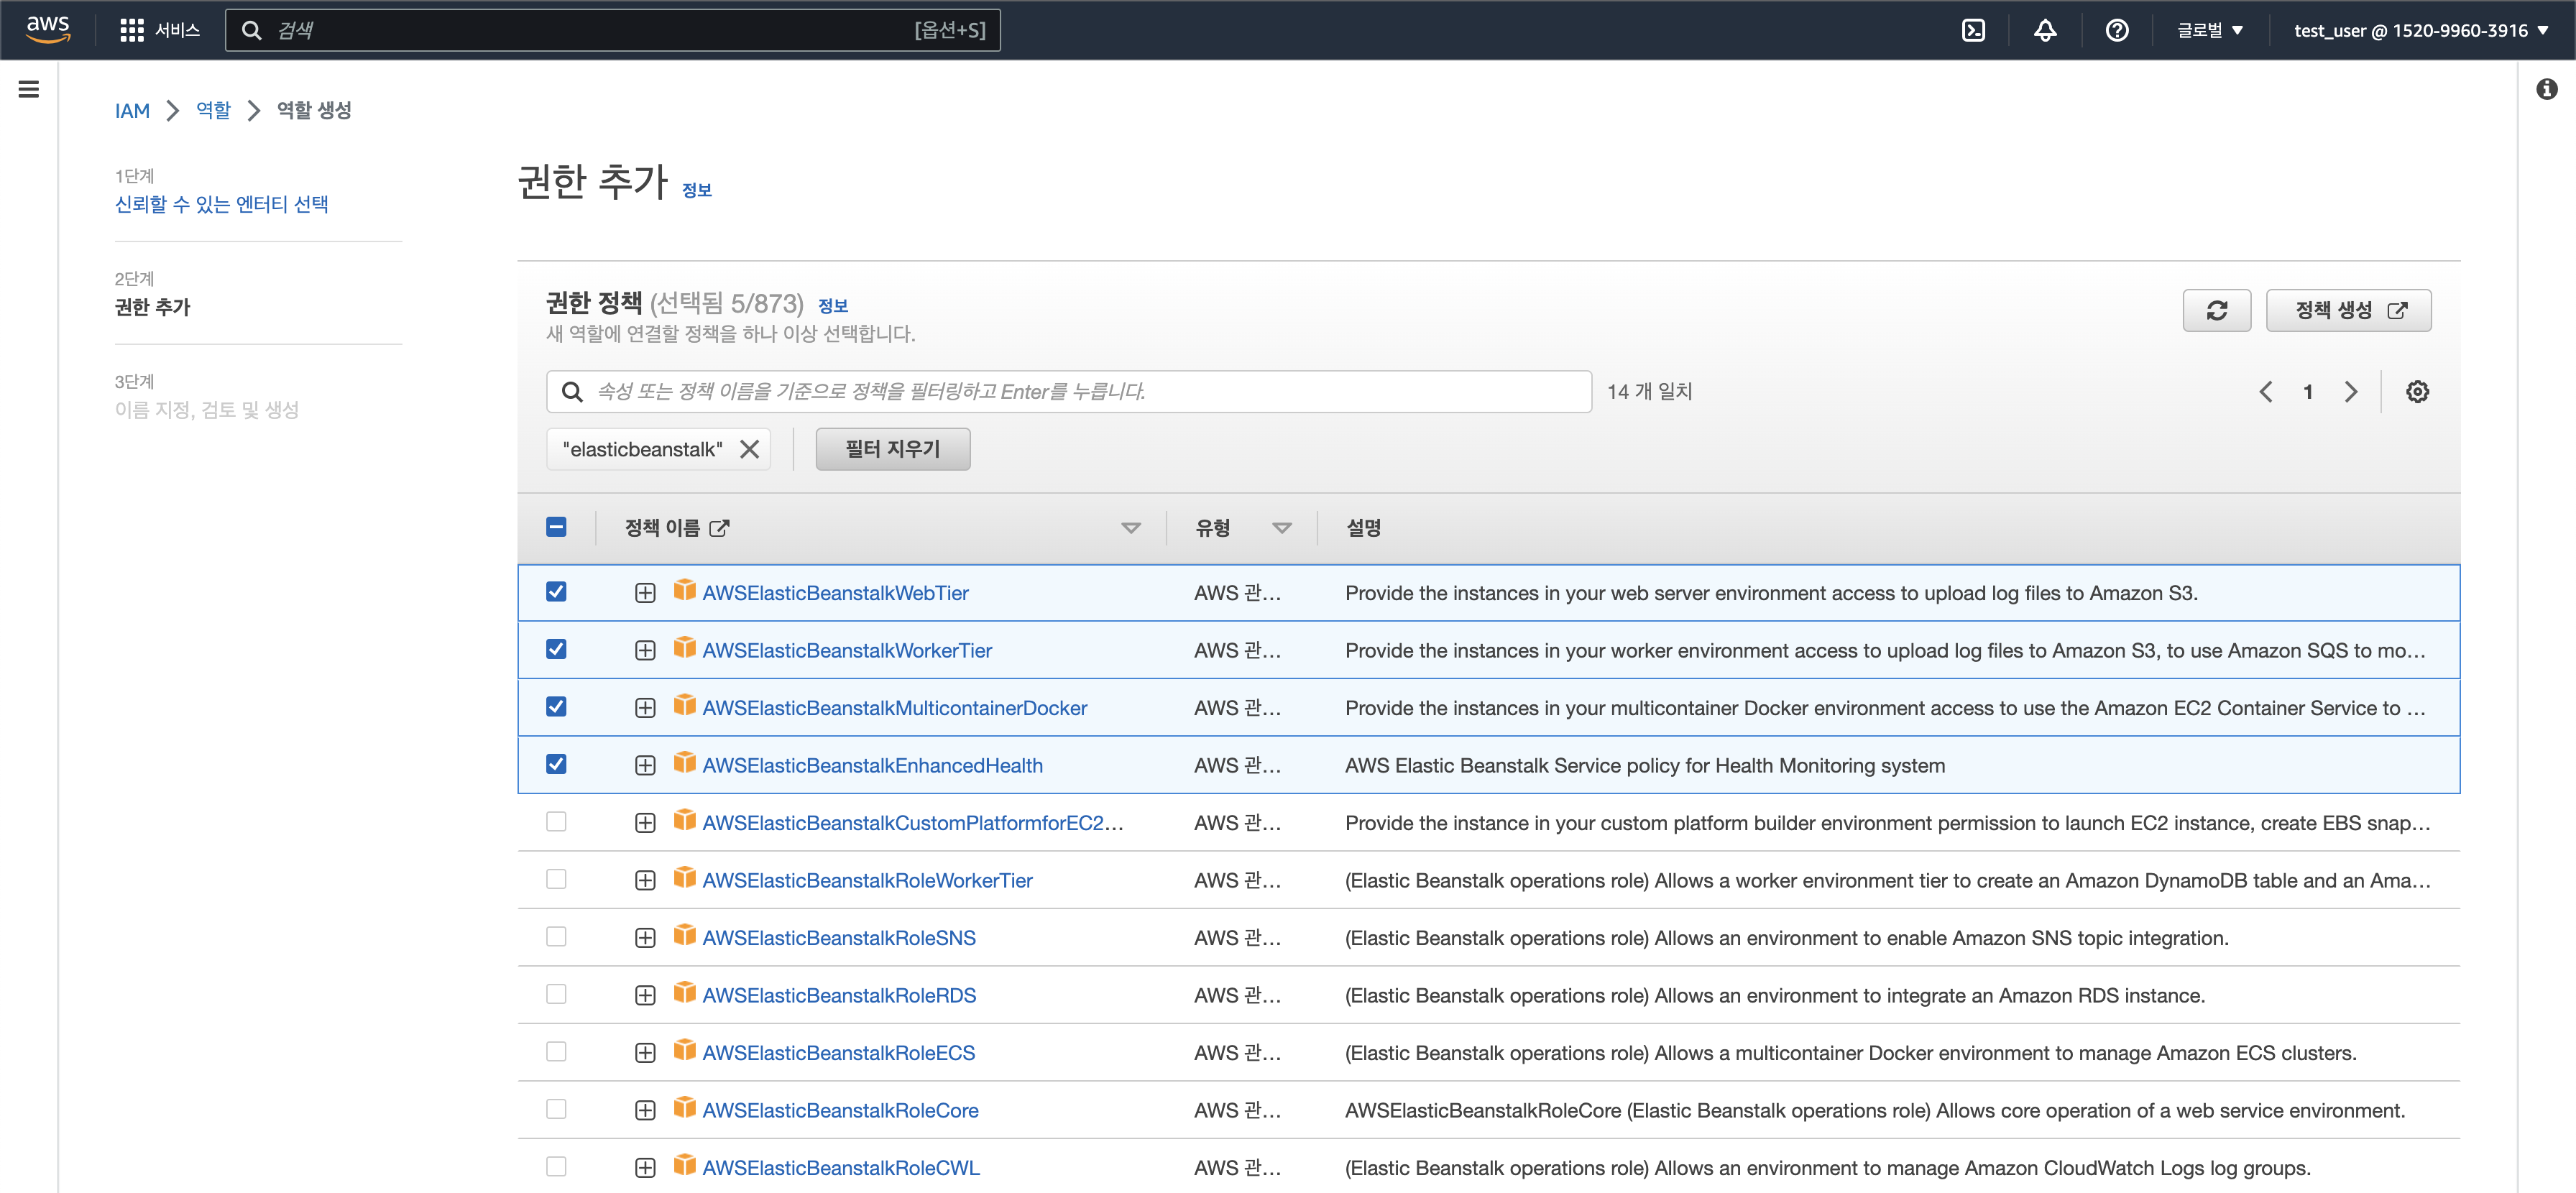 aws
서비스
검색
[옵션+S]
글로벌
test_user @ 1520-9960-3916
IAM
역할
역할 생성
1단계
신뢰할 수 있는 엔터티 선택
2단계
권한 추가
3단계
이름 지정, 검토 및 생성
권한 추가 정보
권한 정책 (선택됨 5/873) 정보
새 역할에 연결할 정책을 하나 이상 선택합니다.
정책 생성
속성 또는 정책 이름을 기준으로 정책을 필터링하고 Enter를 누릅니다.
14 개 일치
1
"elasticbeanstalk"
필터 지우기
정책 이름 유형 설명
AWSElasticBeanstalkWebTier AWS 관... Provide the instances in your web server environment access to upload log files to Amazon S3.
AWSElasticBeanstalkWorkerTier AWS 관... Provide the instances in your worker environment access to upload log files to Amazon S3, to use Amazon SQS to mo...
AWSElasticBeanstalkMulticontainerDocker AWS 관... Provide the instances in your multicontainer Docker environment access to use the Amazon EC2 Container Service to ...
AWSElasticBeanstalkEnhancedHealth AWS 관... AWS Elastic Beanstalk Service policy for Health Monitoring system
AWSElasticBeanstalkCustomPlatformforEC2... AWS 관... Provide the instance in your custom platform builder environment permission to launch EC2 instance, create EBS snap...
AWSElasticBeanstalkRoleWorkerTier AWS 관... (Elastic Beanstalk operations role) Allows a worker environment tier to create an Amazon DynamoDB table and an Ama...
AWSElasticBeanstalkRoleSNS AWS 관... (Elastic Beanstalk operations role) Allows an environment to enable Amazon SNS topic integration.
AWSElasticBeanstalkRoleRDS AWS 관... (Elastic Beanstalk operations role) Allows an environment to integrate an Amazon RDS instance.
AWSElasticBeanstalkRoleECS AWS 관... (Elastic Beanstalk operations role) Allows a multicontainer Docker environment to manage Amazon ECS clusters.
AWSElasticBeanstalkRoleCore AWS 관... AWSElasticBeanstalkRoleCore (Elastic Beanstalk operations role) Allows core operation of a web service environment.
AWSElasticBeanstalkRoleCWL AWS 관... (Elastic Beanstalk operations role) Allows an environment to manage Amazon CloudWatch Logs log groups.